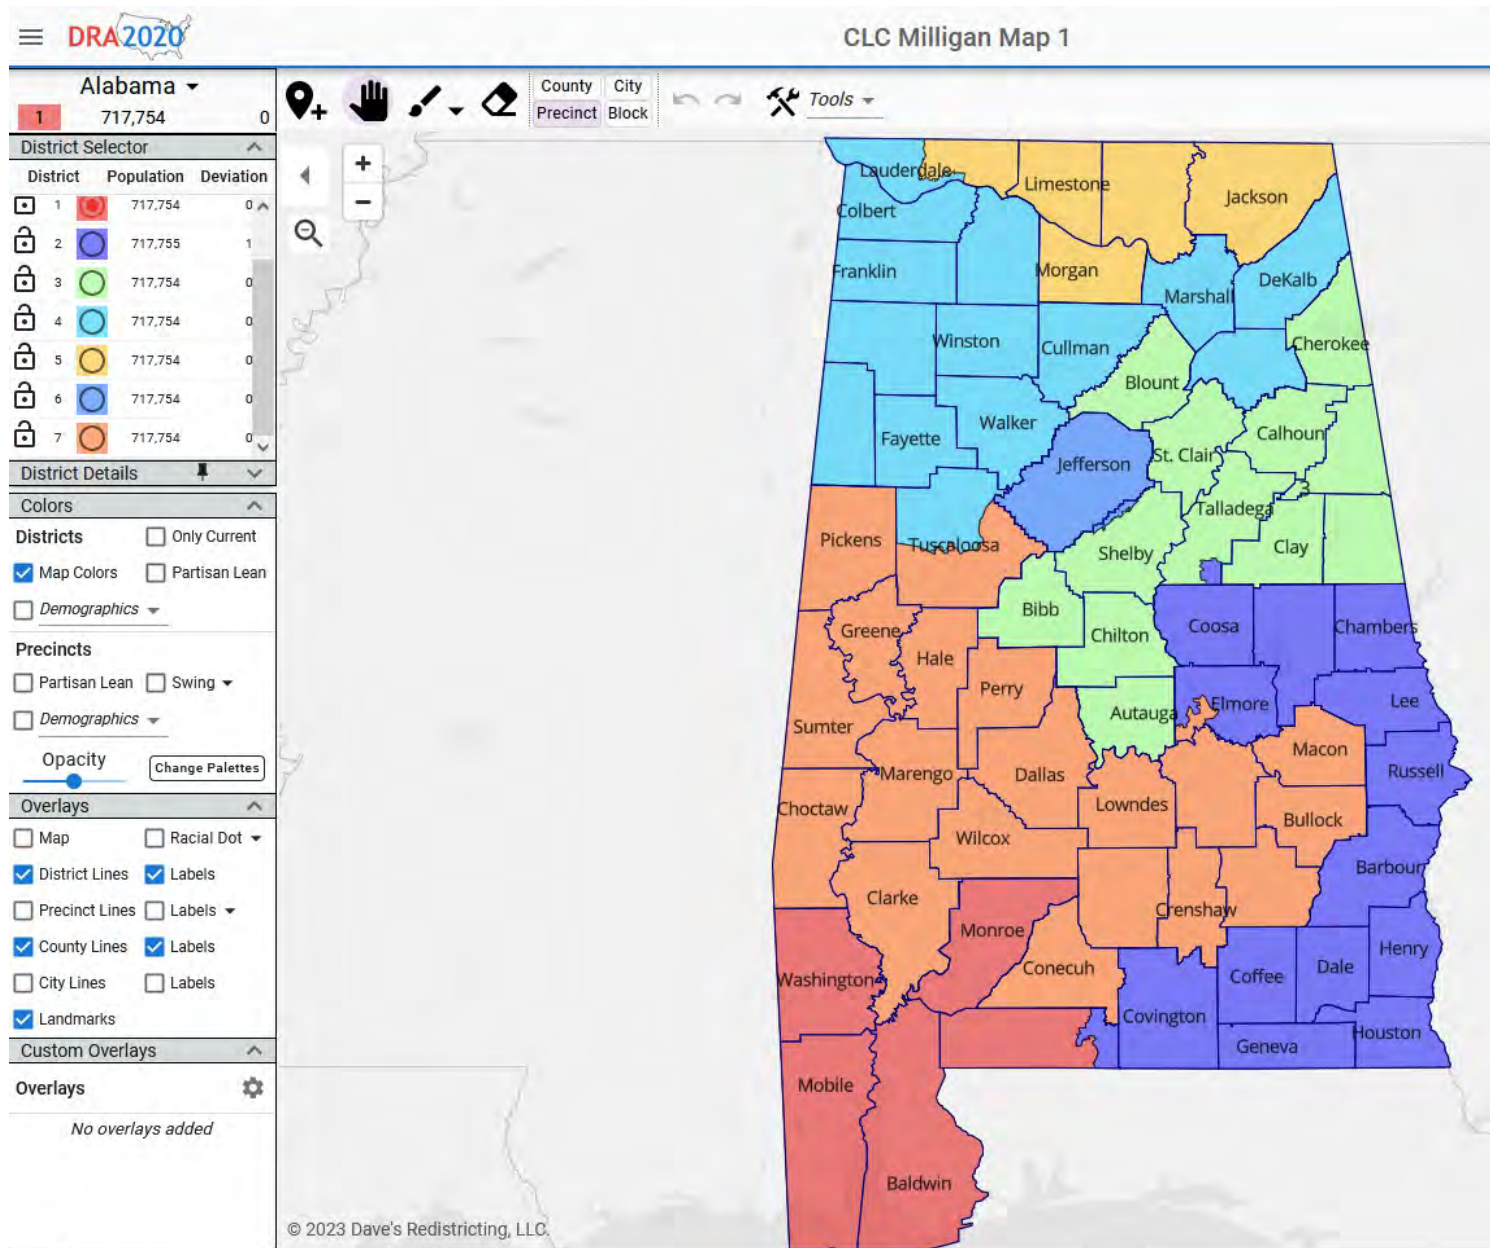 DRA2020
CLC Milligan Map 1
Alabama
1 717,754 0
County City
Precinct Block
Tools
District Selector
District Population Deviation
1 717,754 0
2 717,755 1
3 717,754 0
4 717,754 0
5 717,754 0
6 717,754 0
7 717,754 0
District Details
Colors
Districts Only Current
Map Colors Partisan Lean
Demographics
Precincts
Partisan Lean Swing
Demographics
Opacity Change Palettes
Overlays
Map Racial Dot
District Lines Labels
Precinct Lines Labels
County Lines Labels
City Lines Labels
Landmarks
Custom Overlays
Overlays
No overlays added
+
−
Lauderdale
Limestone
Jackson
Colbert
Franklin
Morgan
DeKalb
Marshall
Winston
Cullman
Cherokee
Blount
Walker
Fayette
Calhoun
St. Clair
Jefferson
3
Talladega
Pickens
Tuscaloosa
Shelby
Clay
Bibb
Greene
Chilton
Coosa
Chambers
Hale
Perry
Autauga
Elmore
Lee
Sumter
Macon
Marengo
Dallas
Russell
Choctaw
Lowndes
Bullock
Wilcox
Barbour
Clarke
Crenshaw
Monroe
Henry
Washington
Conecuh
Coffee
Dale
Covington
Houston
Geneva
Mobile
Baldwin
© 2023 Dave's Redistricting, LLC.